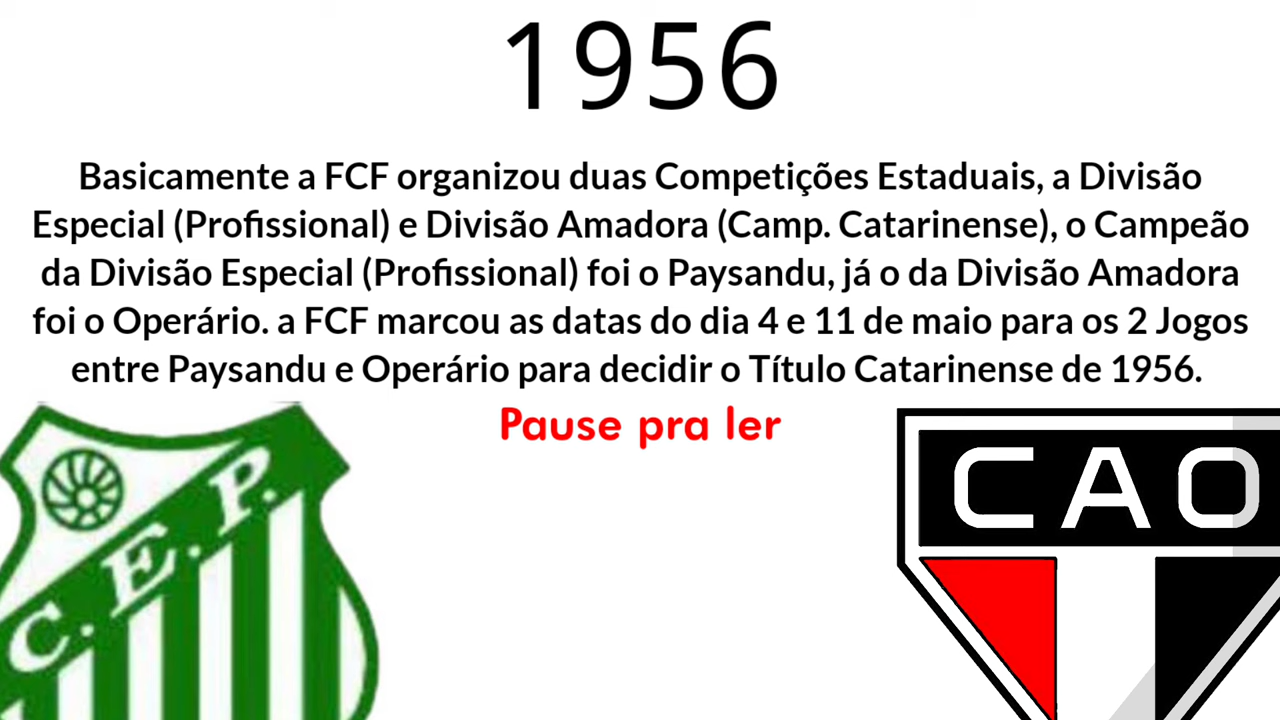 1956
Basicamente a FCF organizou duas Competições Estaduais, a Divisão
Especial (Profissional) e Divisão Amadora (Camp. Catarinense), o Campeão
da Divisão Especial (Profissional) foi o Paysandu, já o da Divisão Amadora
foi o Operário. a FCF marcou as datas do dia 4 e 11 de maio para os 2 Jogos
entre Paysandu e Operário para decidir o Título Catarinense de 1956.
Pause pra ler
C.E.P.
CAO